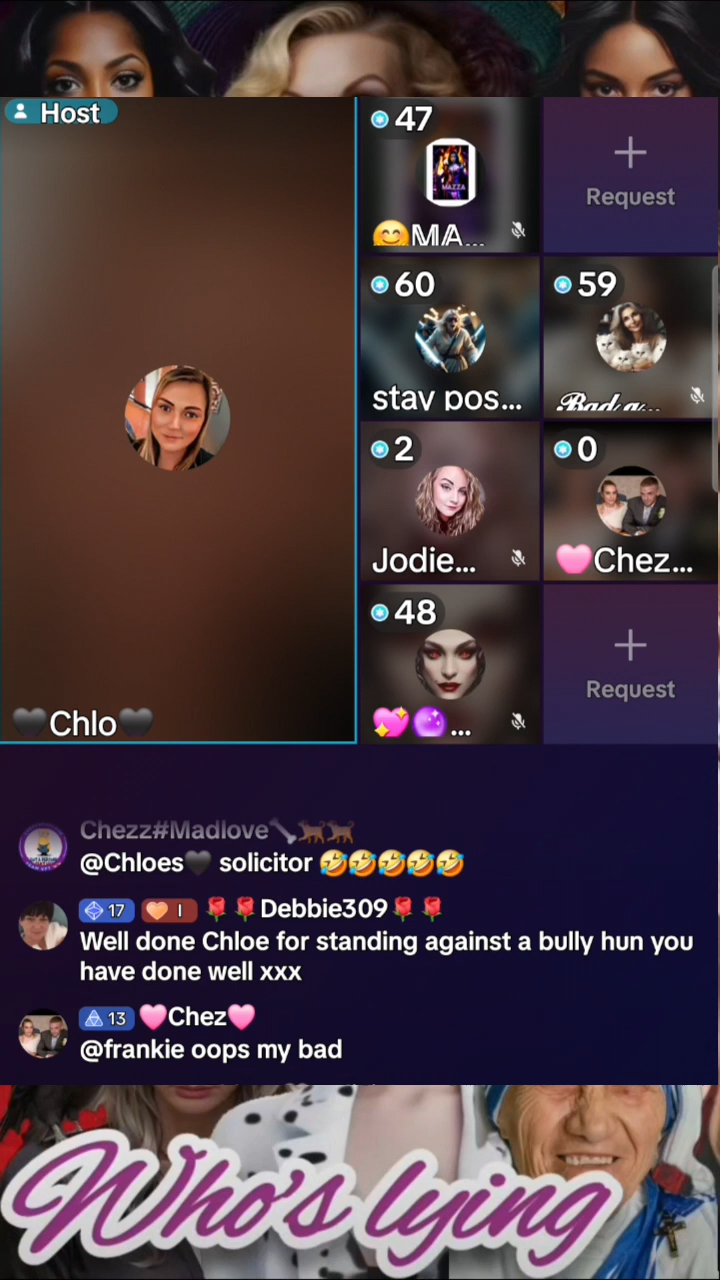 Host
47
MAZZA
😊MA...
Request
60
stav pos...
59
Bad a...
2
Jodie...
0
🩷Chez...
48
💖🔮...
Request
🖤Chlo🖤
Chezz#Madlove🦴🐕🐕
@Chloes🖤 solicitor 🤣🤣🤣🤣🤣
17 I 🌹🌹Debbie309🌹🌹
Well done Chloe for standing against a bully hun you
have done well xxx
13 🩷Chez🩷
@frankie oops my bad
Who's lying